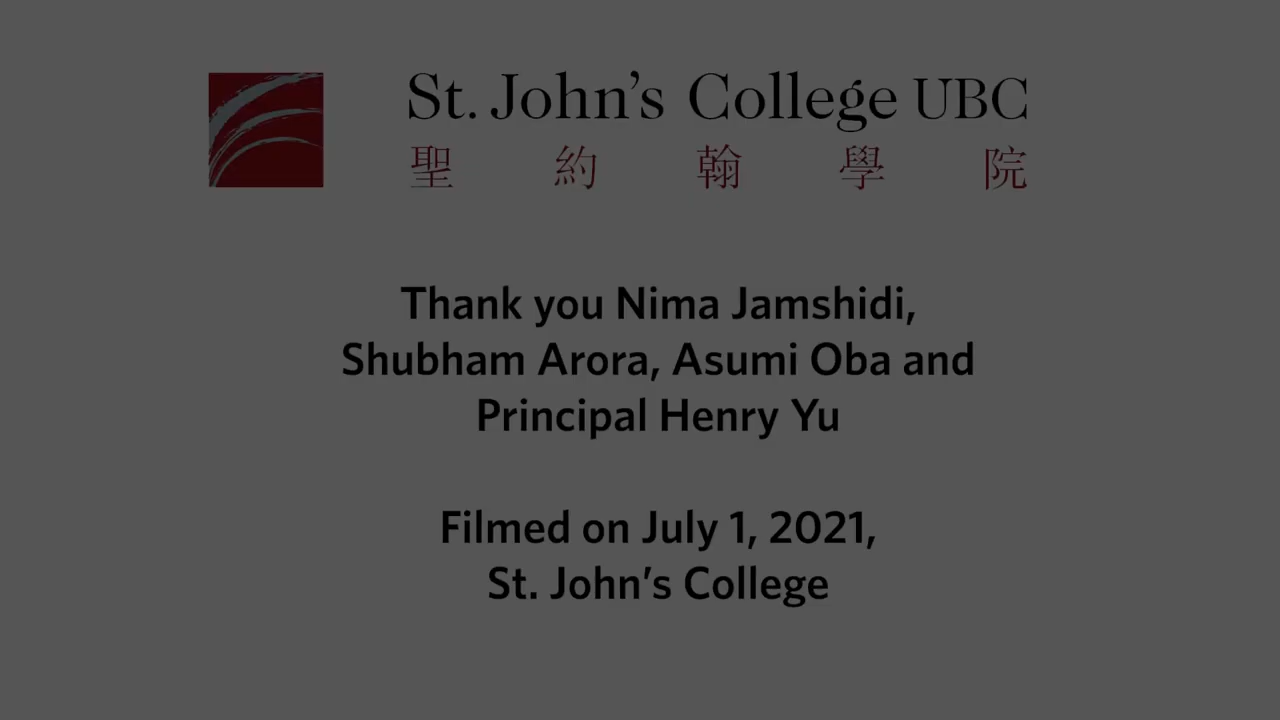 St. John’s College UBC
聖約翰學院
Thank you Nima Jamshidi,
Shubham Arora, Asumi Oba and
Principal Henry Yu
Filmed on July 1, 2021,
St. John’s College